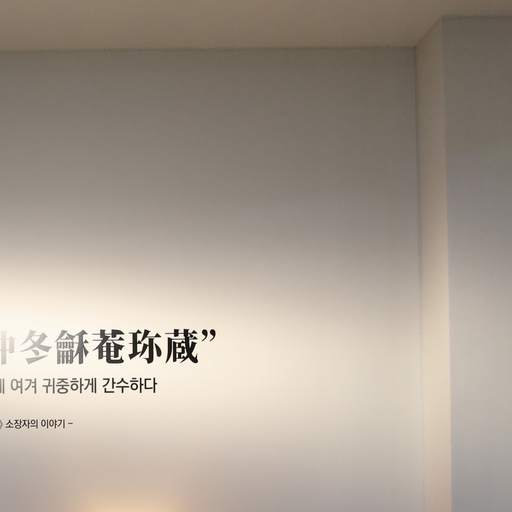 仲冬龢菴珎蔵”
여겨 귀중하게 간수하다
소장자의 이야기 -